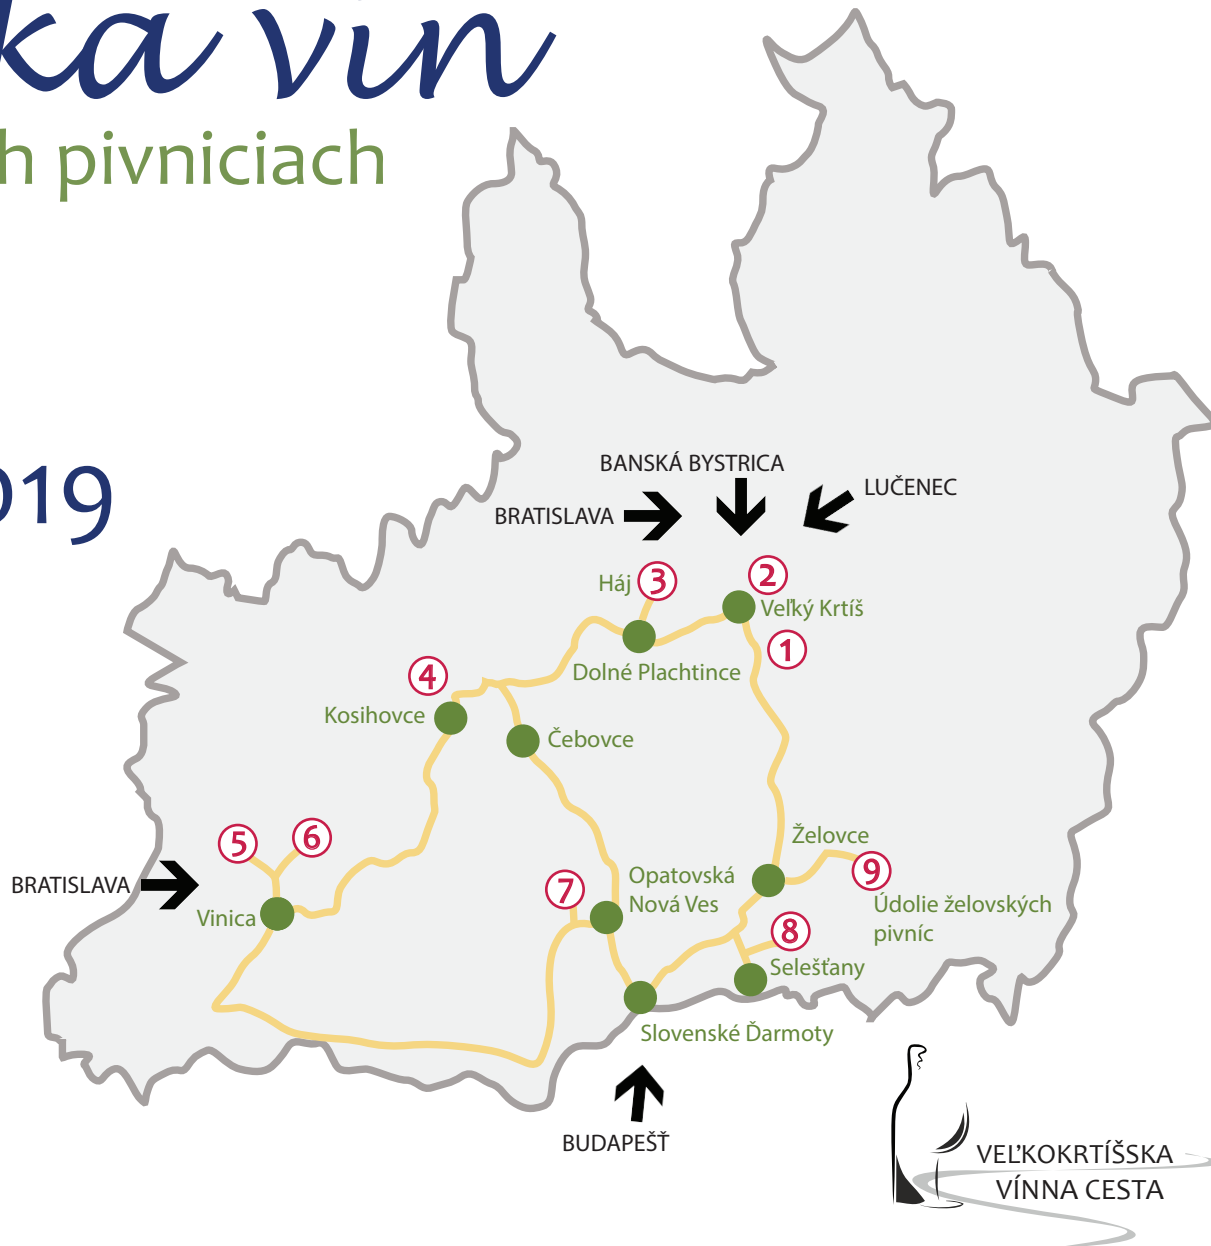 ka vín
h pivniciach
019
BANSKÁ BYSTRICA
LUČENEC
BRATISLAVA
Háj 3
2
Veľký Krtíš
1
Dolné Plachtince
4
Kosihovce
Čebovce
5
6
Želovce
BRATISLAVA
Vinica
7
Opatovská
Nová Ves
9
Údolie želovských
pivníc
8
Selešťany
Slovenské Ďarmoty
BUDAPEŠŤ
VEĽKOKRTÍŠSKA
VÍNNA CESTA